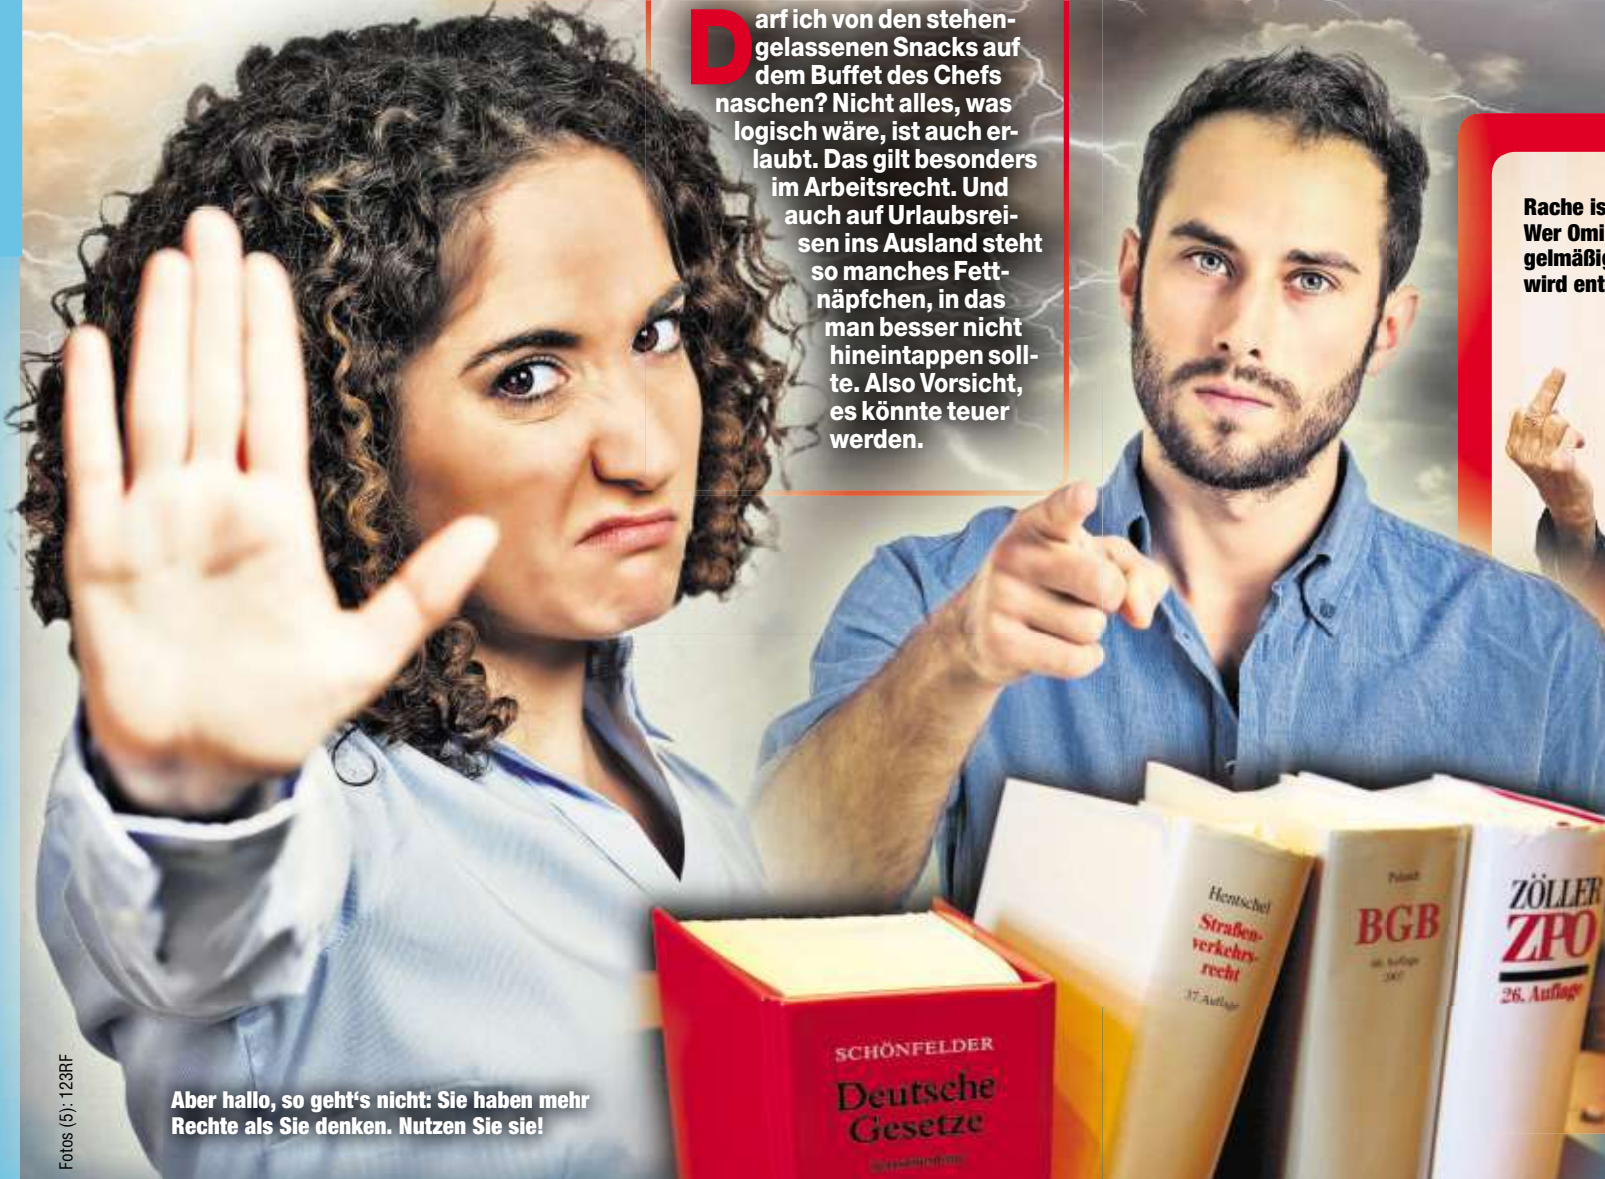 Darf ich von den stehen-
gelassenen Snacks auf
dem Buffet des Chefs
naschen? Nicht alles, was
logisch wäre, ist auch er-
laubt. Das gilt besonders
im Arbeitsrecht. Und
auch auf Urlaubsrei-
sen ins Ausland steht
so manches Fett-
näpfchen, in das
man besser nicht
hineintappen soll-
te. Also Vorsicht,
es könnte teuer
werden.
Rache is
Wer Omi
gelmäßig
wird ent
Hentschel
Straßen-
verkehrs-
recht
37. Auflage
BGB
ZÖLLER
ZPO
26. Auflage
SCHÖNFELDER
Deutsche
Gesetze
Aber hallo, so geht's nicht: Sie haben mehr
Rechte als Sie denken. Nutzen Sie sie!
Fotos (5): 123RF